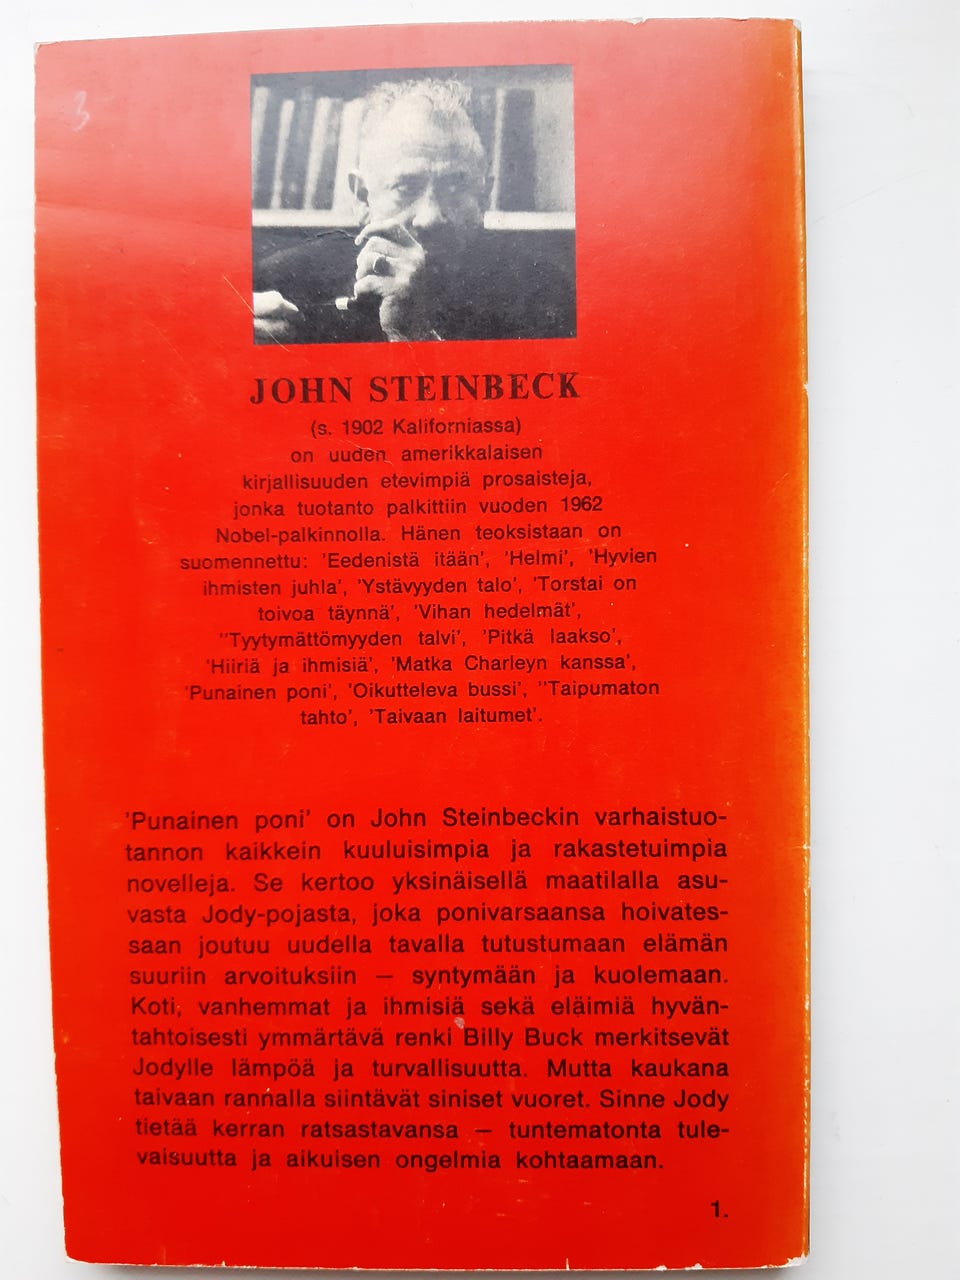 3
JOHN STEINBECK
(s. 1902 Kaliforniassa)
on uuden amerikkalaisen
kirjallisuuden etevimpiä prosaisteja,
jonka tuotanto palkittiin vuoden 1962
Nobel-palkinnolla. Hänen teoksistaan on
suomennettu: 'Eedenistä itään', 'Helmi', 'Hyvien
ihmisten juhla', 'Ystävyyden talo', 'Torstai on
toivoa täynnä', 'Vihan hedelmät',
''Tyytymättömyyden talvi', 'Pitkä laakso',
'Hiiriä ja ihmisiä', 'Matka Charleyn kanssa',
'Punainen poni', 'Oikutteleva bussi', ''Taipumaton
tahto', 'Taivaan laitumet'.
'Punainen poni' on John Steinbeckin varhaistuo-
tannon kaikkein kuuluisimpia ja rakastetuimpia
novelleja. Se kertoo yksinäisellä maatilalla asu-
vasta Jody-pojasta, joka ponivarsaansa hoivates-
saan joutuu uudella tavalla tutustumaan elämän
suuriin arvoituksiin — syntymään ja kuolemaan.
Koti, vanhemmat ja ihmisiä sekä eläimiä hyvän-
tahtoisesti ymmärtävä renki Billy Buck merkitsevät
Jodylle lämpöä ja turvallisuutta. Mutta kaukana
taivaan rannalla siintävät siniset vuoret. Sinne Jody
tietää kerran ratsastavansa — tuntematonta tule-
vaisuutta ja aikuisen ongelmia kohtaamaan.
1.